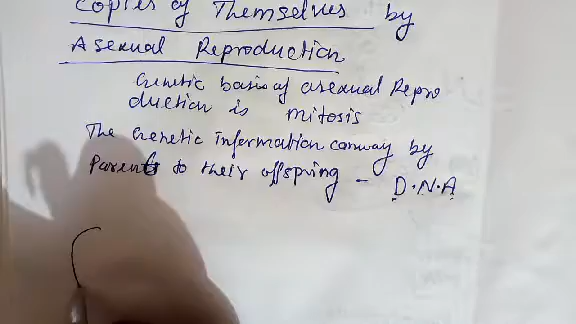 Copies of Themselves by
Asexual Reproduction
Genetic basis of asexual Repro
duction is mitosis
The Genetic information convay by
Parents to their offspring – D.N.A